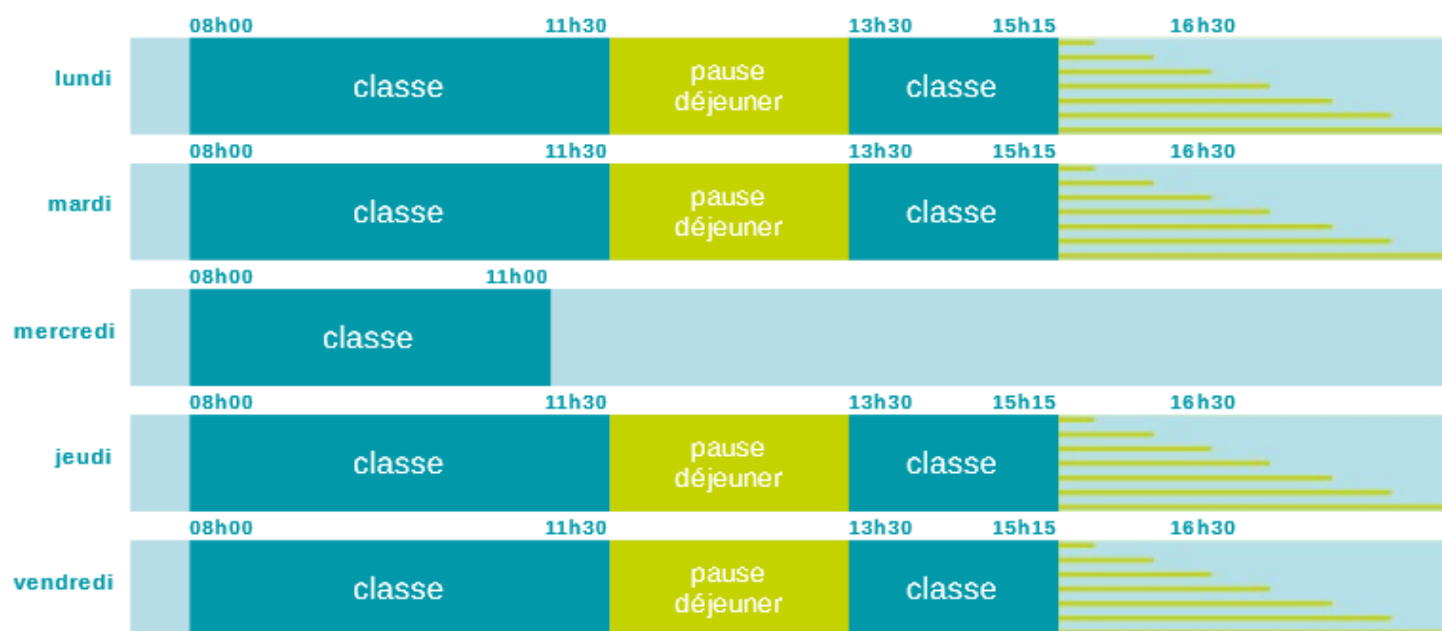 08h00 11h30 13h30 15h15 16h30
lundi classe pause déjeuner classe
08h00 11h30 13h30 15h15 16h30
mardi classe pause déjeuner classe
08h00 11h00
mercredi classe
08h00 11h30 13h30 15h15 16h30
jeudi classe pause déjeuner classe
08h00 11h30 13h30 15h15 16h30
vendredi classe pause déjeuner classe